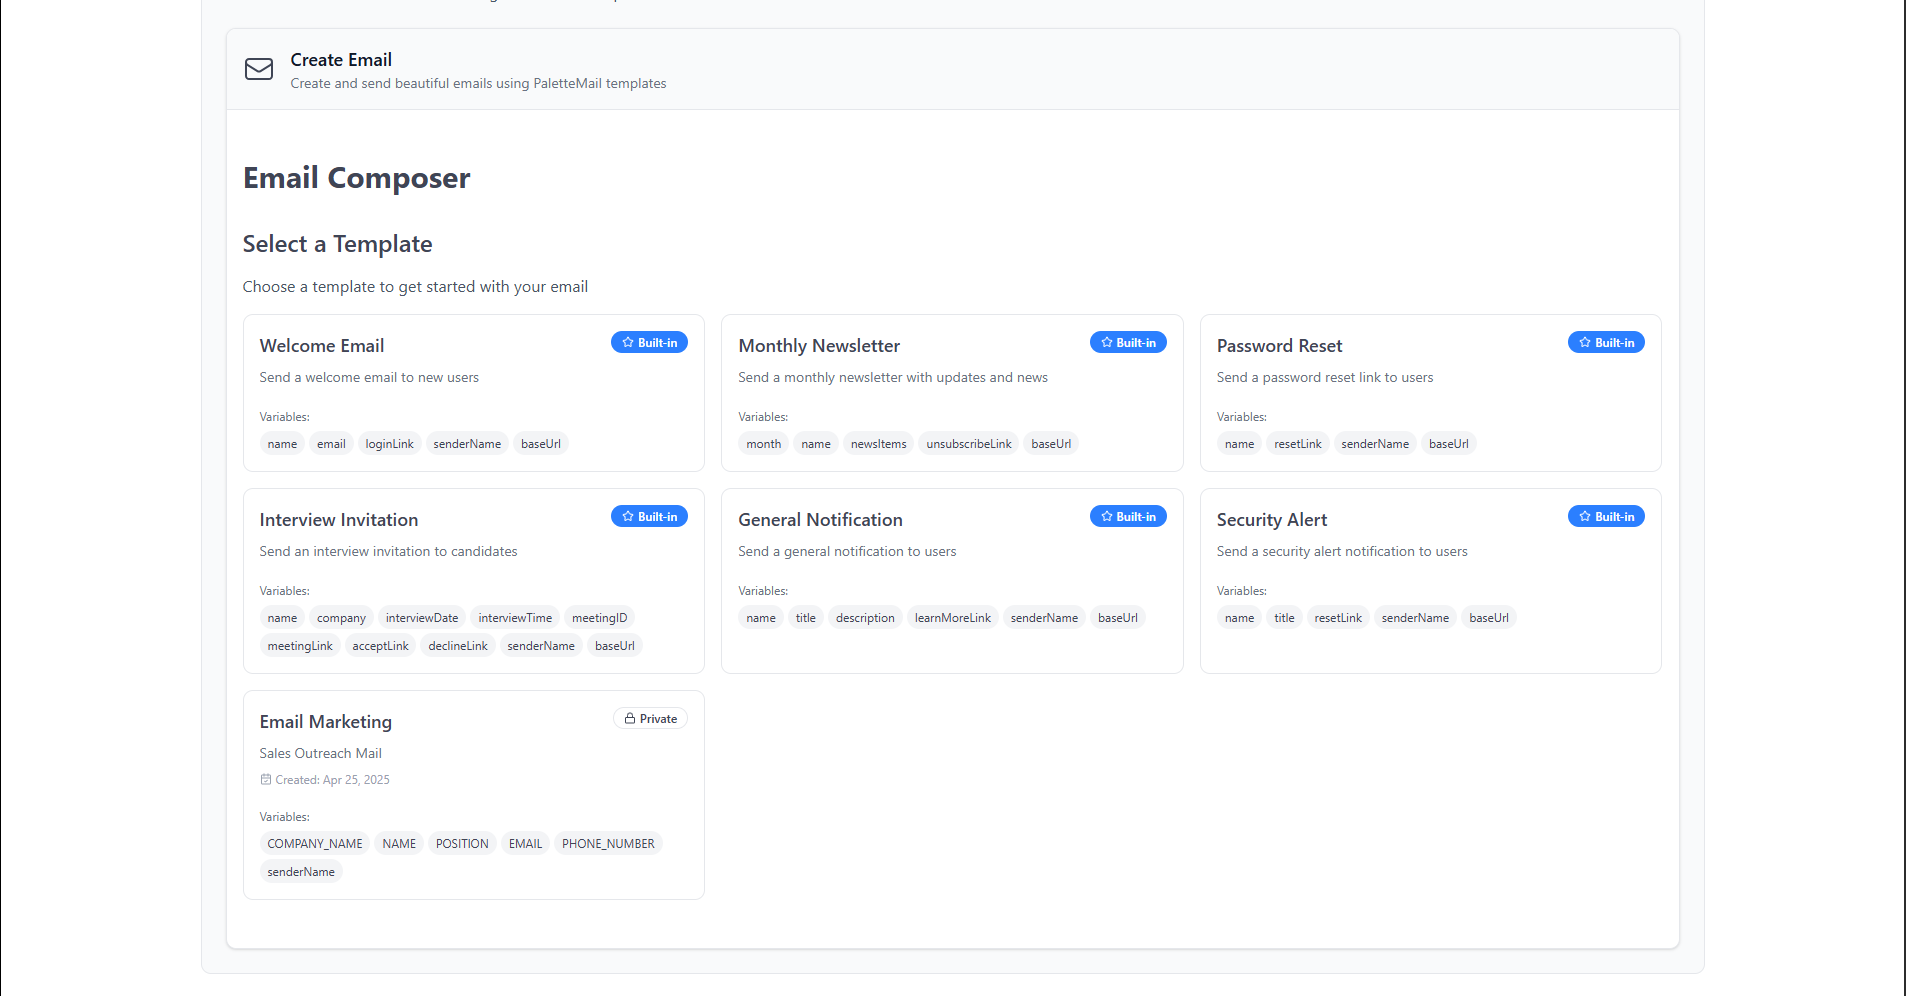 Create Email
Create and send beautiful emails using PaletteMail templates
Email Composer
Select a Template
Choose a template to get started with your email
Welcome Email
Built-in
Send a welcome email to new users
Variables:
name email loginLink senderName baseUrl
Monthly Newsletter
Built-in
Send a monthly newsletter with updates and news
Variables:
month name newsItems unsubscribeLink baseUrl
Password Reset
Built-in
Send a password reset link to users
Variables:
name resetLink senderName baseUrl
Interview Invitation
Built-in
Send an interview invitation to candidates
Variables:
name company interviewDate interviewTime meetingID
meetingLink acceptLink declineLink senderName baseUrl
General Notification
Built-in
Send a general notification to users
Variables:
name title description learnMoreLink senderName baseUrl
Security Alert
Built-in
Send a security alert notification to users
Variables:
name title resetLink senderName baseUrl
Email Marketing
Private
Sales Outreach Mail
Created: Apr 25, 2025
Variables:
COMPANY_NAME NAME POSITION EMAIL PHONE_NUMBER
senderName